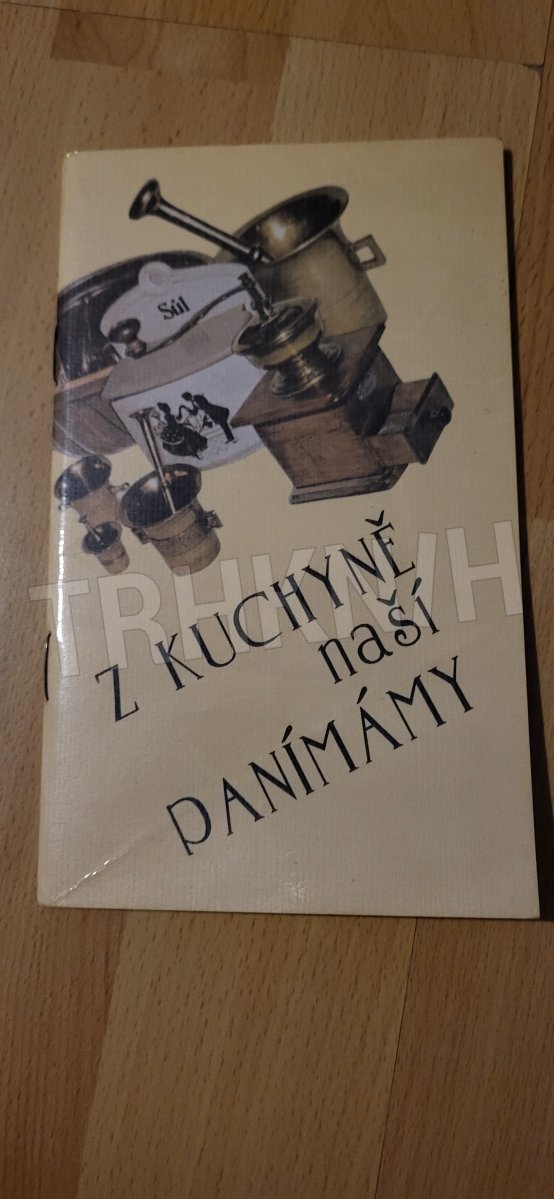 Sůl
TRHKNIH
Z KUCHYNĚ
naší
PANÍMÁMY